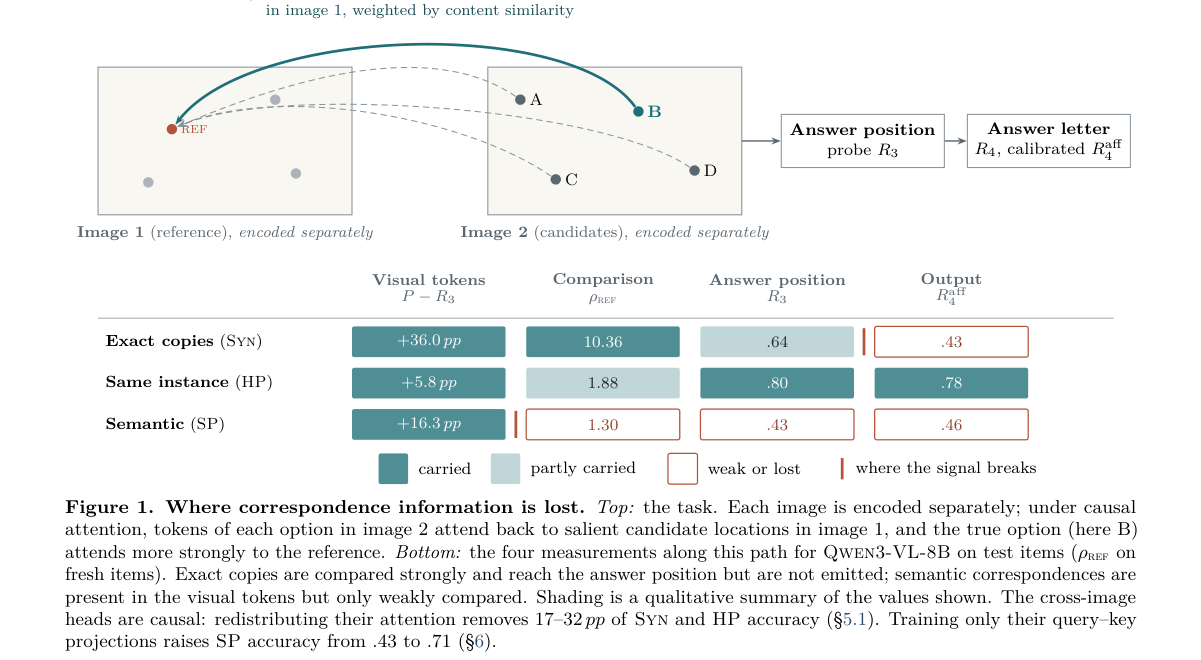 in image 1, weighted by content similarity
A
B
REF
C
D
Answer position
probe R₃
Answer letter
R₄, calibrated R₄ᵃᶠᶠ
Image 1 (reference), encoded separately
Image 2 (candidates), encoded separately
Visual tokens
P − R₃
Comparison
ρREF
Answer position
R₃
Output
R₄ᵃᶠᶠ
Exact copies (SYN) +36.0 pp 10.36 .64 .43
Same instance (HP) +5.8 pp 1.88 .80 .78
Semantic (SP) +16.3 pp 1.30 .43 .46
carried partly carried weak or lost where the signal breaks
Figure 1. Where correspondence information is lost. Top: the task. Each image is encoded separately; under causal
attention, tokens of each option in image 2 attend back to salient candidate locations in image 1, and the true option (here B)
attends more strongly to the reference. Bottom: the four measurements along this path for QWEN3-VL-8B on test items (ρREF on
fresh items). Exact copies are compared strongly and reach the answer position but are not emitted; semantic correspondences are
present in the visual tokens but only weakly compared. Shading is a qualitative summary of the values shown. The cross-image
heads are causal: redistributing their attention removes 17–32 pp of SYN and HP accuracy (§5.1). Training only their query–key
projections raises SP accuracy from .43 to .71 (§6).